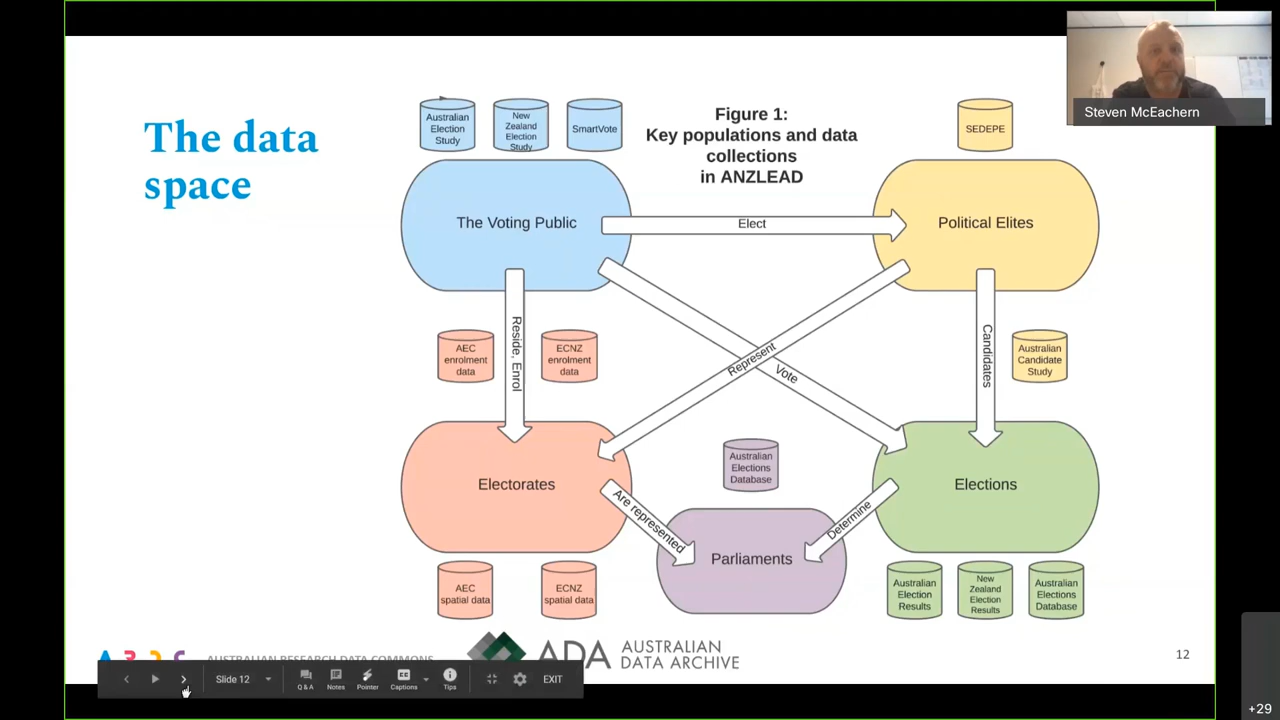 The data
space
Australian
Election
Study
New
Zealand
Election
Study
SmartVote
Figure 1:
Key populations and data
collections
in ANZLEAD
SEDEPE
Steven McEachern
The Voting Public
Elect
Political Elites
AEC
enrolment
data
Reside, Enrol
ECNZ
enrolment
data
Represent
Vote
Candidates
Australian
Candidate
Study
Electorates
Australian
Elections
Database
Elections
Are represented
Determine
Parliaments
AEC
spatial data
ECNZ
spatial data
Australian
Election
Results
New
Zealand
Election
Results
Australian
Elections
Database
AUSTRALIAN RESEARCH DATA COMMONS
ADA
AUSTRALIAN
DATA ARCHIVE
12
Slide 12
Q & A
Notes
Pointer
Captions
Tips
EXIT
+29